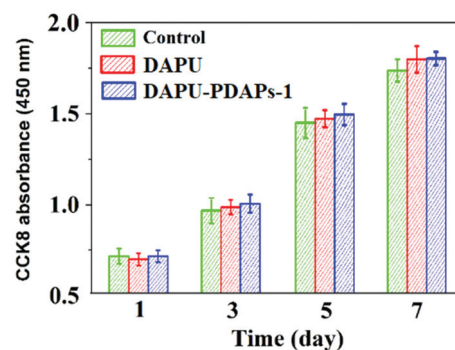 2.0
1.5
1.0
0.5
CCK8 absorbance (450 nm)
Control
DAPU
DAPU-PDAPs-1
1 3 5 7
Time (day)